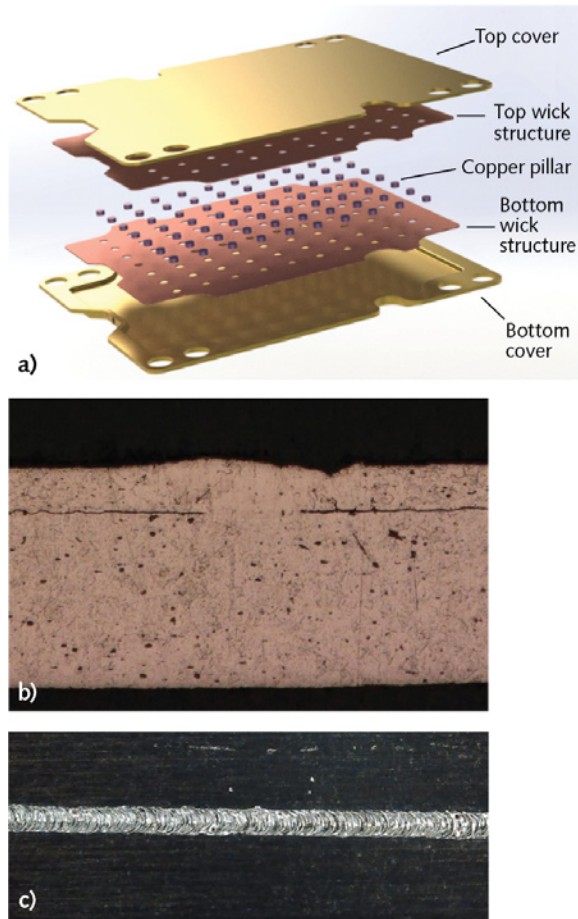 Top cover
Top wick
structure
Copper pillar
Bottom
wick
structure
Bottom
cover
a)
b)
c)